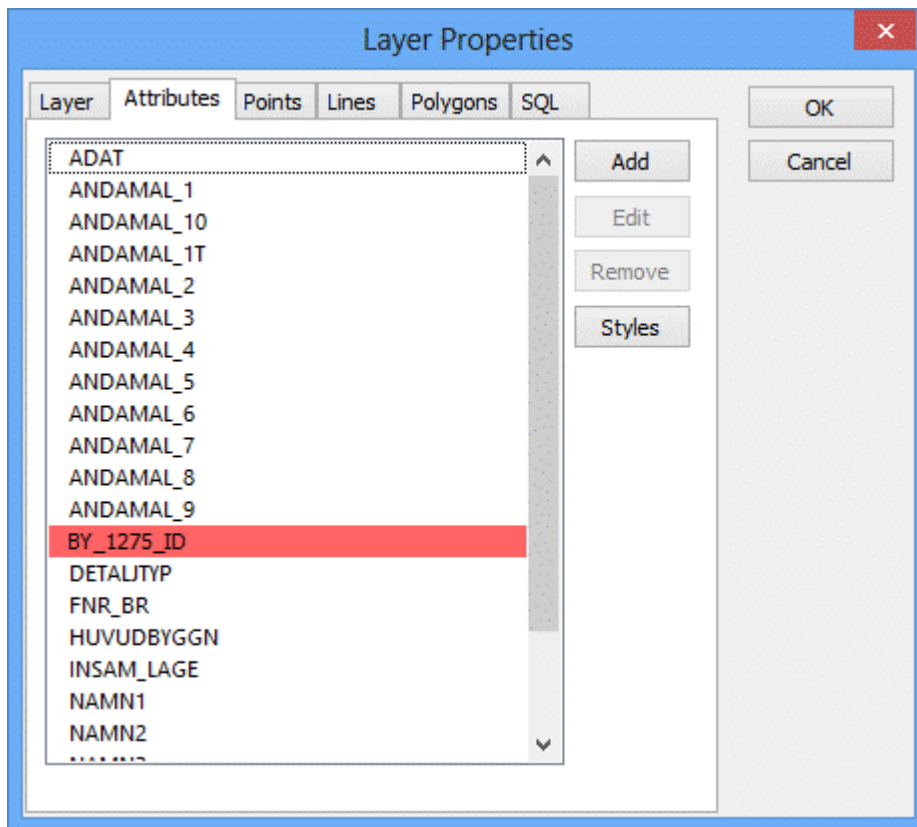 Layer Properties
Layer Attributes Points Lines Polygons SQL
OK
Cancel
ADAT
ANDAMAL_1
ANDAMAL_10
ANDAMAL_1T
ANDAMAL_2
ANDAMAL_3
ANDAMAL_4
ANDAMAL_5
ANDAMAL_6
ANDAMAL_7
ANDAMAL_8
ANDAMAL_9
BY_1275_ID
DETALJTYP
FNR_BR
HUVUDBYGGN
INSAM_LAGE
NAMN1
NAMN2
Add
Edit
Remove
Styles